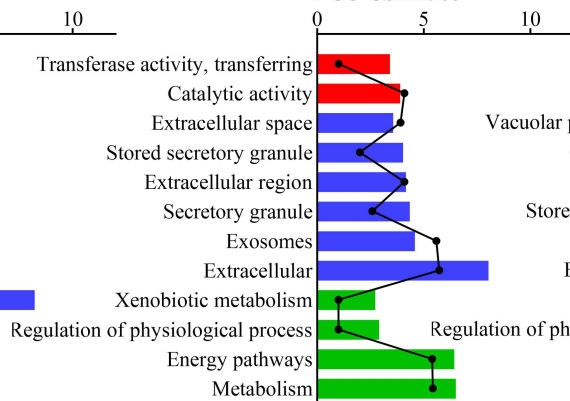 10
0 5 10
Transferase activity, transferring
Catalytic activity
Extracellular space
Vacuolar p
Stored secretory granule
Extracellular region
Secretory granule
Store
Exosomes
Extracellular
Xenobiotic metabolism
Regulation of physiological process
Regulation of ph
Energy pathways
Metabolism